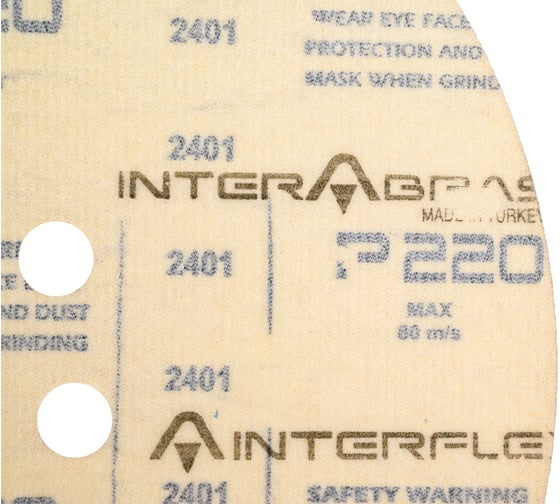 2401
WEAR EYE FACE
PROTECTION AND
MASK WHEN GRIND
2401
INTERABRAS
MADE IN TURKEY
2401
P220
ND DUST
RINDING
MAX
80 m/s
2401
INTERFLE
2401
SAFETY WARNING